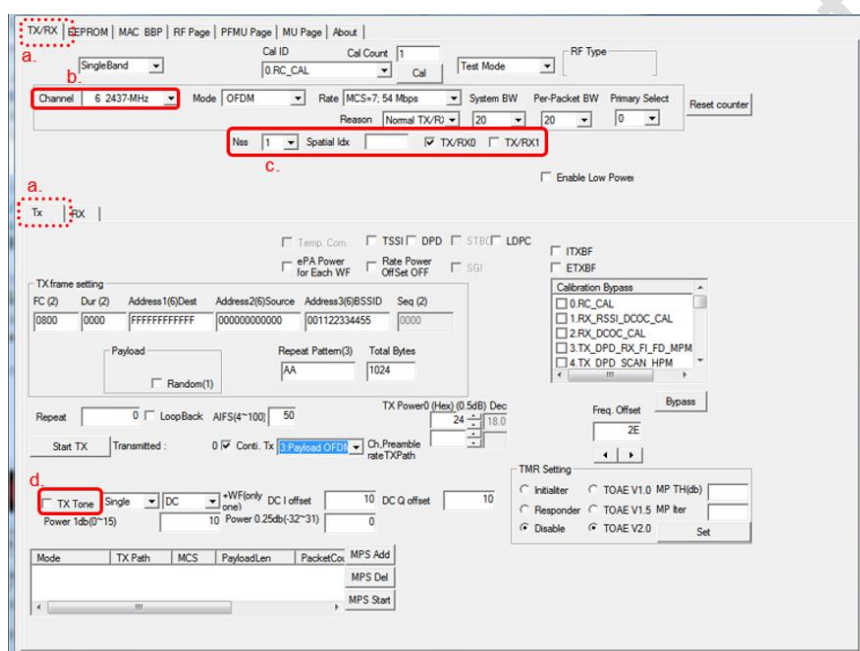 TX/RX EEPROM MAC BBP RF Page PFMU Page MU Page About
a.
Cal ID Cal Count 1 RF Type
SingleBand 0.RC_CAL Cal Test Mode
b.
Channel 6 2437-MHz Mode OFDM Rate MCS=7; 54 Mbps System BW Per-Packet BW Primary Select Reset counter
Reason Normal TX/R 20 20 0
Nss 1 Spatial Idx TX/RX0 TX/RX1
c.
Enable Low Power
a.
Tx RX
Temp. Com. TSSI DPD STBC LDPC
ITXBF
ePA Power for Each WF Rate Power OffSet OFF SGI
ETXBF
TX frame setting
Calibration Bypass
FC (2) Dur (2) Address1(6)Dest Address2(6)Source Address3(6)BSSID Seq (2)
0.RC_CAL
0800 0000 FFFFFFFFFFFF 000000000000 001122334455 0000
1.RX_RSSI_DCOC_CAL
2.RX_DCOC_CAL
Payload Repeat Pattern(3) Total Bytes
3.TX_DPD_RX_FI_FD_MPM
AA 1024
4.TX DPD SCAN HPM
Random(1)
TX Power0 (Hex) (0.5dB) Dec
Bypass
Repeat 0 LoopBack AIFS(4~100) 50 24 18.0
Freq. Offset
2E
Start TX Transmitted : 0 Conti. Tx 3:Payload OFDM Ch,Preamble rateTXPath
TMR Setting
d.
Initialiter TOAE V1.0 MP TH(db)
TX Tone Single DC +WF(only one) DC I offset 10 DC Q offset 10
Responder TOAE V1.5 MP Iter
Power 1db(0~15) 10 Power 0.25db(-32~31) 0
Disable TOAE V2.0 Set
Mode TX Path MCS PayloadLen PacketCou MPS Add
MPS Del
MPS Start